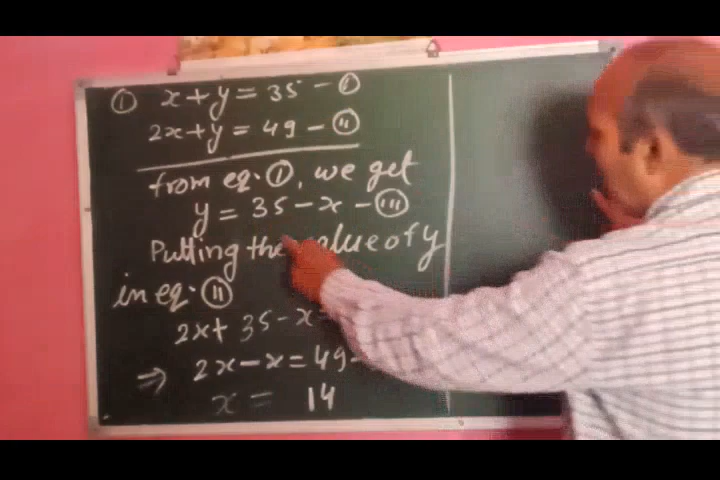 ① x + y = 35 – ①
2x + y = 49 – ⑪
from eq. ①, we get
y = 35 – x – ⑪⑪
Putting the value of y
in eq. ⑪
2x + 35 – x
⇒ 2x – x = 49 –
x = 14